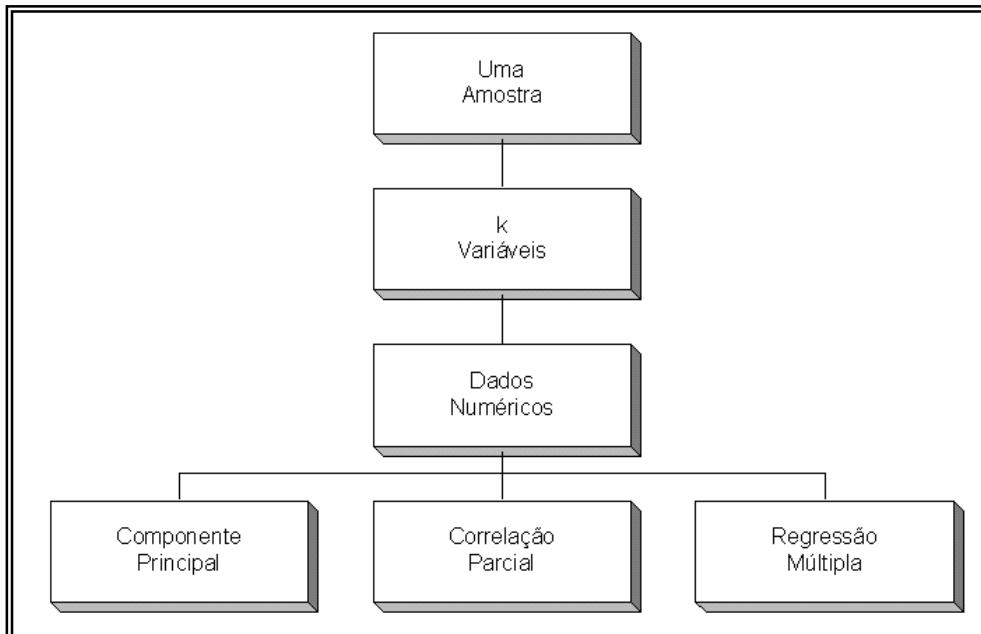 Uma
Amostra
k
Variáveis
Dados
Numéricos
Componente
Principal
Correlação
Parcial
Regressão
Múltipla